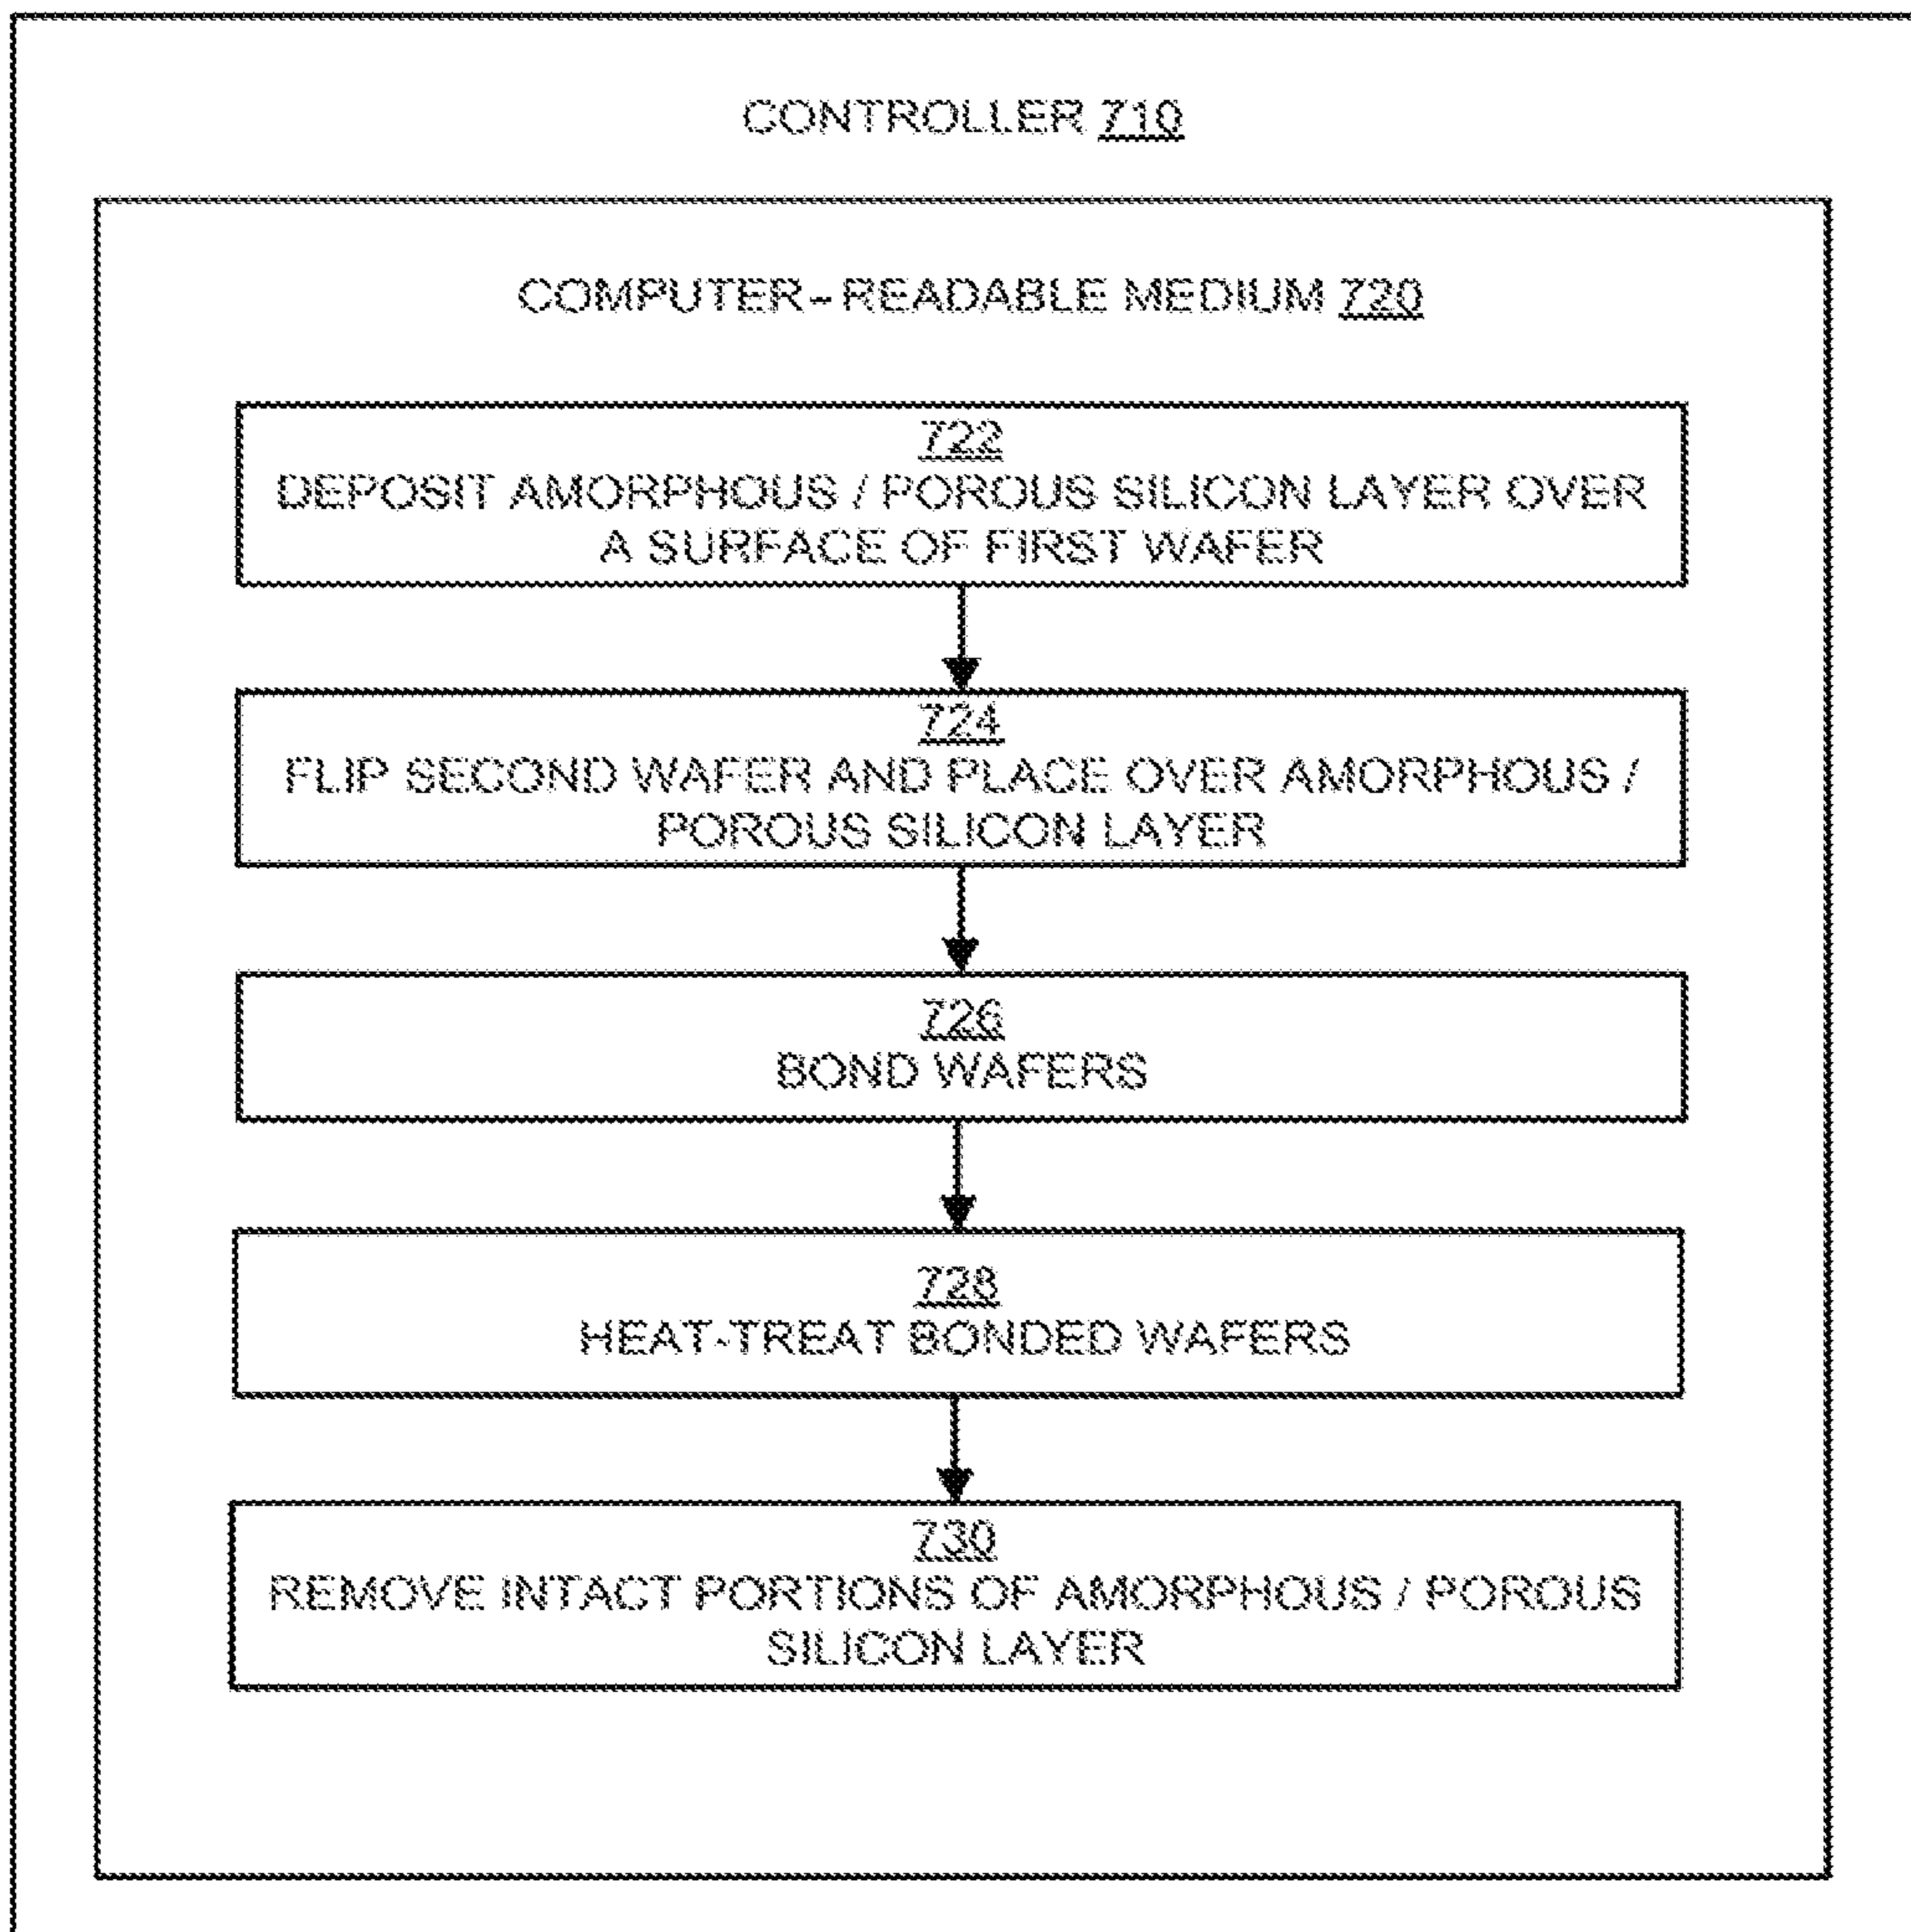 CONTROLLER 710
COMPUTER-READABLE MEDIUM 720
722
DEPOSIT AMORPHOUS / POROUS SILICON LAYER OVER
A SURFACE OF FIRST WAFER
724
FLIP SECOND WAFER AND PLACE OVER AMORPHOUS /
POROUS SILICON LAYER
726
BOND WAFERS
728
HEAT-TREAT BONDED WAFERS
730
REMOVE INTACT PORTIONS OF AMORPHOUS / POROUS
SILICON LAYER